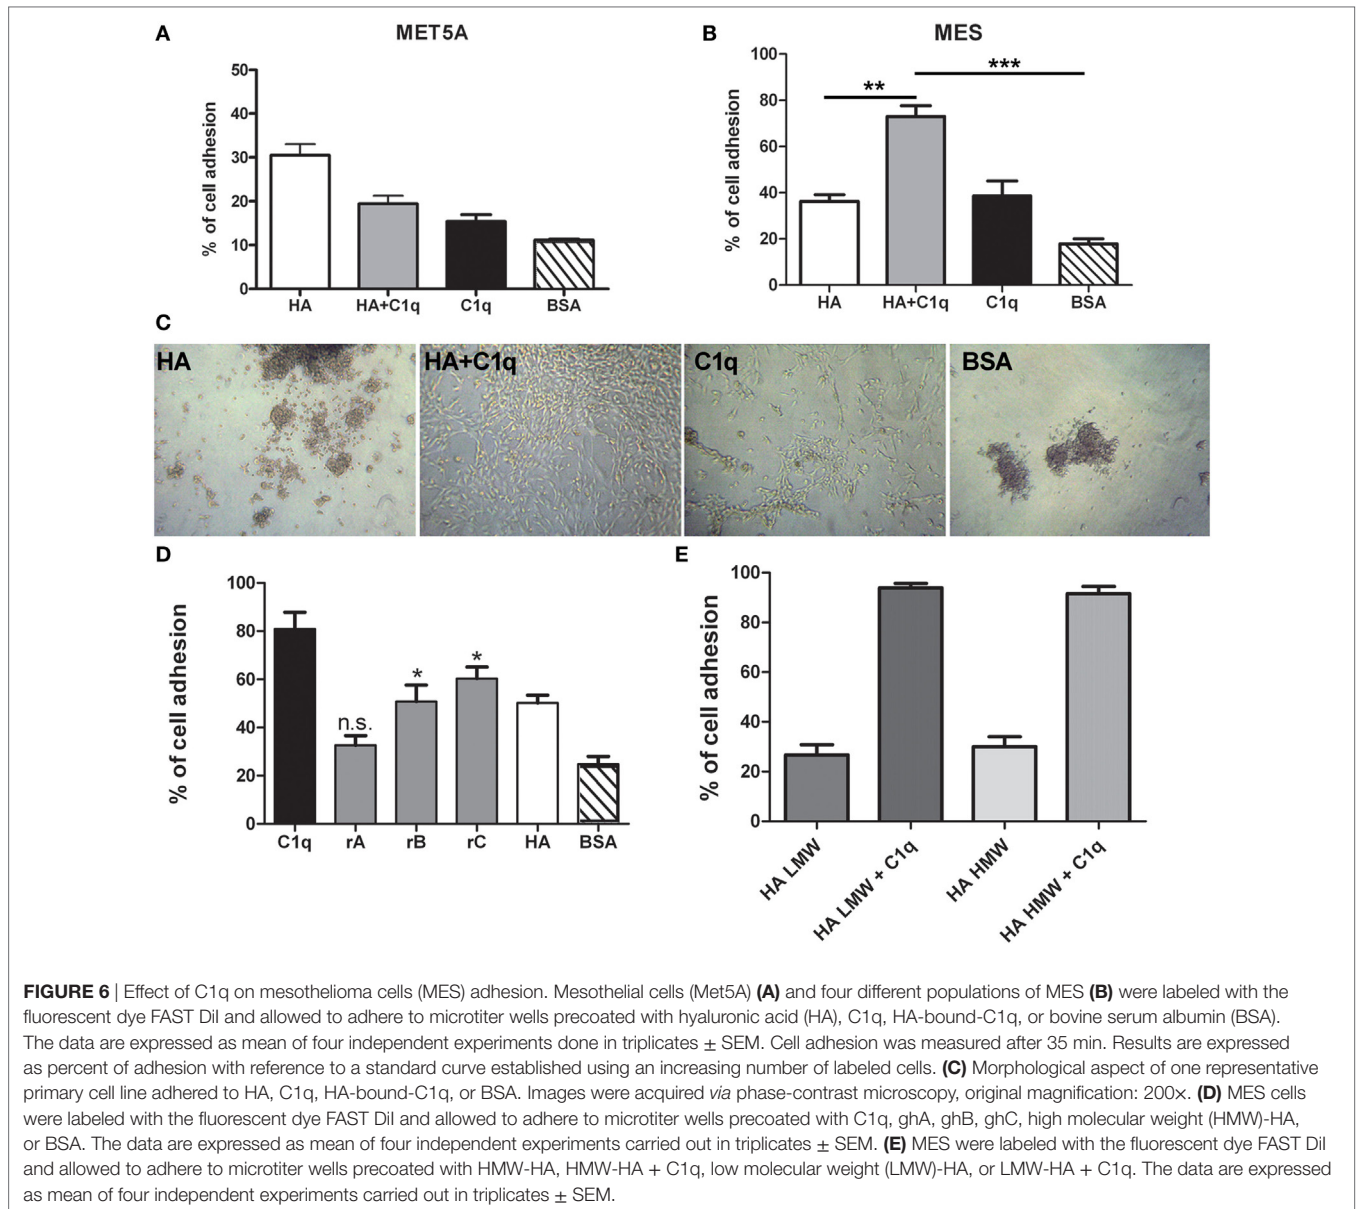 A
MET5A
50
40
30
20
10
0
% of cell adhesion
HA
HA+C1q
C1q
BSA
B
MES
100
80
60
40
20
0
% of cell adhesion
**
***
HA
HA+C1q
C1q
BSA
C
HA
HA+C1q
C1q
BSA
D
100
80
60
40
20
0
% of cell adhesion
n.s.
*
*
C1q
rA
rB
rC
HA
BSA
E
100
80
60
40
20
0
% of cell adhesion
HA LMW
HA LMW + C1q
HA HMW
HA HMW + C1q
FIGURE 6 | Effect of C1q on mesothelioma cells (MES) adhesion. Mesothelial cells (Met5A) (A) and four different populations of MES (B) were labeled with the
fluorescent dye FAST DiI and allowed to adhere to microtiter wells precoated with hyaluronic acid (HA), C1q, HA-bound-C1q, or bovine serum albumin (BSA).
The data are expressed as mean of four independent experiments done in triplicates ± SEM. Cell adhesion was measured after 35 min. Results are expressed
as percent of adhesion with reference to a standard curve established using an increasing number of labeled cells. (C) Morphological aspect of one representative
primary cell line adhered to HA, C1q, HA-bound-C1q, or BSA. Images were acquired via phase-contrast microscopy, original magnification: 200×. (D) MES cells
were labeled with the fluorescent dye FAST DiI and allowed to adhere to microtiter wells precoated with C1q, ghA, ghB, ghC, high molecular weight (HMW)-HA,
or BSA. The data are expressed as mean of four independent experiments carried out in triplicates ± SEM. (E) MES were labeled with the fluorescent dye FAST DiI
and allowed to adhere to microtiter wells precoated with HMW-HA, HMW-HA + C1q, low molecular weight (LMW)-HA, or LMW-HA + C1q. The data are expressed
as mean of four independent experiments carried out in triplicates ± SEM.